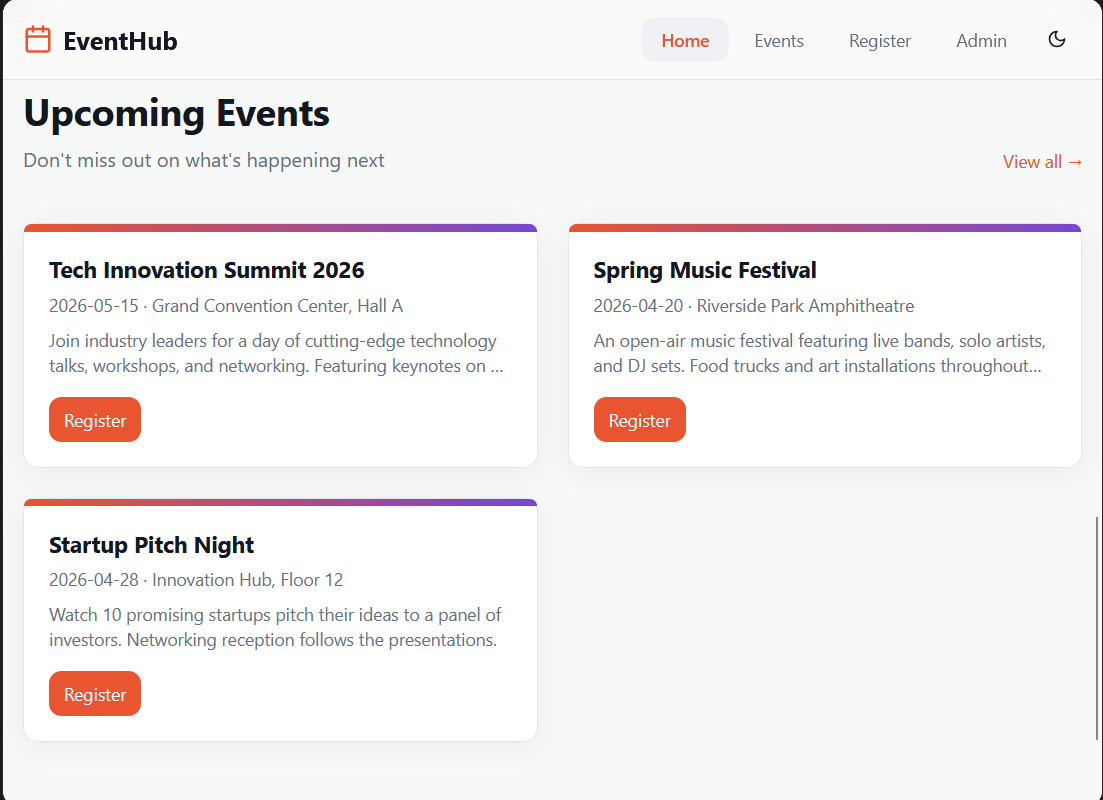 EventHub
Home
Events
Register
Admin
Upcoming Events
Don't miss out on what's happening next
View all →
Tech Innovation Summit 2026
2026-05-15 · Grand Convention Center, Hall A
Join industry leaders for a day of cutting-edge technology
talks, workshops, and networking. Featuring keynotes on ...
Register
Spring Music Festival
2026-04-20 · Riverside Park Amphitheatre
An open-air music festival featuring live bands, solo artists,
and DJ sets. Food trucks and art installations throughout...
Register
Startup Pitch Night
2026-04-28 · Innovation Hub, Floor 12
Watch 10 promising startups pitch their ideas to a panel of
investors. Networking reception follows the presentations.
Register